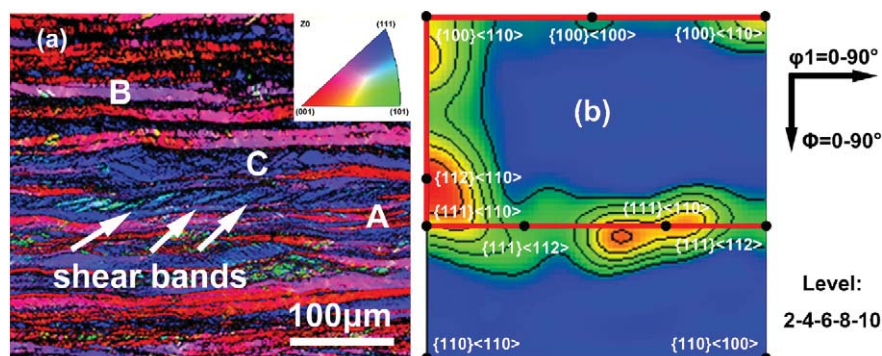 (a)
Z0
(111)
(001)
(101)
B
C
A
shear bands
100μm
{100}<110>
{100}<100>
{100}<110>
(b)
{112}<110>
{111}<110>
{111}<110>
{111}<112>
{111}<112>
{110}<110>
{110}<100>
φ1=0-90°
Φ=0-90°
Level:
2-4-6-8-10